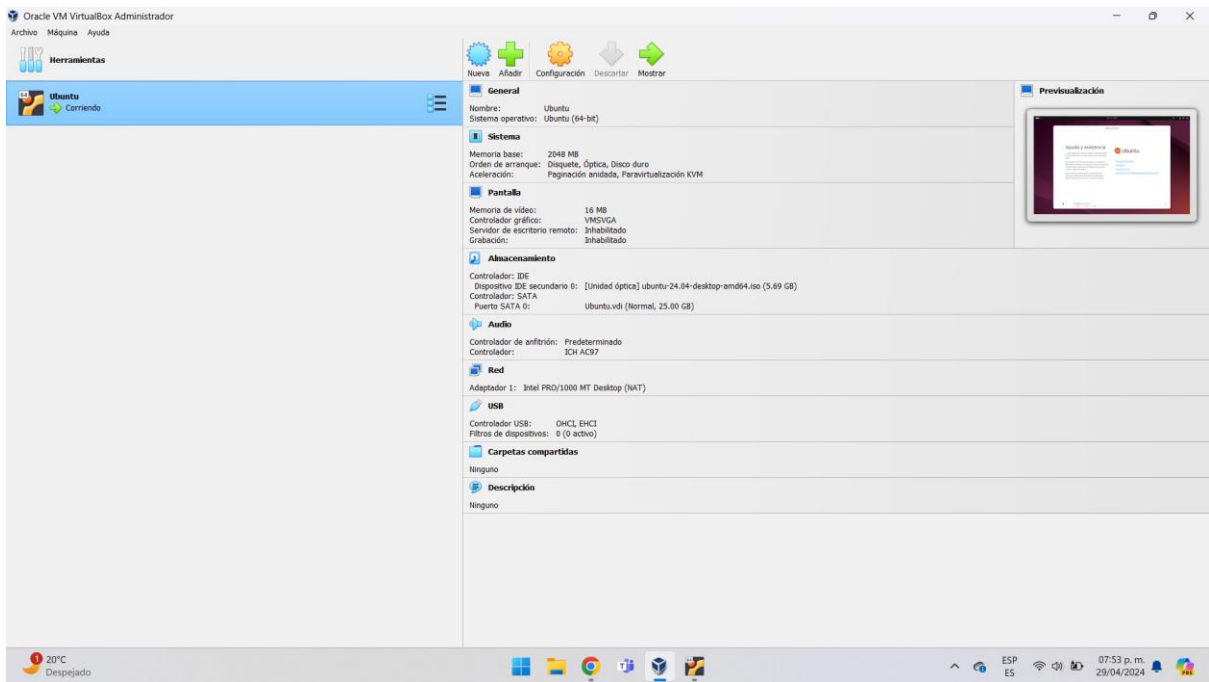 Oracle VM VirtualBox Administrador
Archivo Máquina Ayuda
Herramientas
Nueva Añadir Configuración Descartar Mostrar
64
Ubuntu
Corriendo
General
Nombre: Ubuntu
Sistema operativo: Ubuntu (64-bit)
Previsualización
Ayuda y asistencia
Ubuntu
Sistema
Memoria base: 2048 MB
Orden de arranque: Disquete, Óptica, Disco duro
Aceleración: Paginación anidada, Paravirtualización KVM
Pantalla
Memoria de vídeo: 16 MB
Controlador gráfico: VMSVGA
Servidor de escritorio remoto: Inhabilitado
Grabación: Inhabilitado
Almacenamiento
Controlador: IDE
Dispositivo IDE secundario 0: [Unidad óptica] ubuntu-24.04-desktop-amd64.iso (5.69 GB)
Controlador: SATA
Puerto SATA 0: Ubuntu.vdi (Normal, 25.00 GB)
Audio
Controlador de anfitrión: Predeterminado
Controlador: ICH AC97
Red
Adaptador 1: Intel PRO/1000 MT Desktop (NAT)
USB
Controlador USB: OHCI, EHCI
Filtros de dispositivos: 0 (0 activo)
Carpetas compartidas
Ninguno
Descripción
Ninguno
1
20°C
Despejado
ESP
ES
07:53 p. m.
29/04/2024
PRE